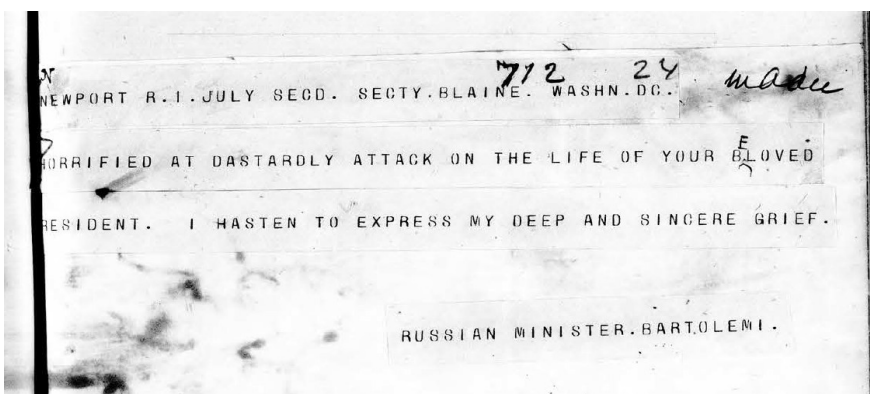 712 24
NEWPORT R.I. JULY SECD. SECTY. BLAINE. WASHN. DC.
HORRIFIED AT DASTARDLY ATTACK ON THE LIFE OF YOUR BELOVED
RESIDENT. I HASTEN TO EXPRESS MY DEEP AND SINCERE GRIEF.
RUSSIAN MINISTER. BARTOLEMI.